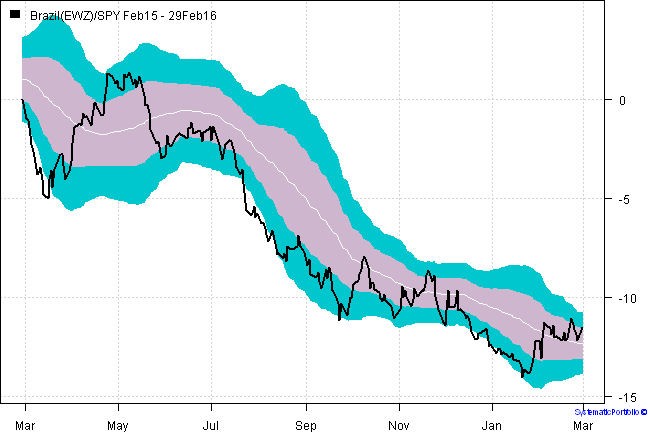 Brazil(EWZ)/SPY Feb15 - 29Feb16
0
-5
-10
-15
SystematicPortfolio ©
Mar May Jul Sep Nov Jan Mar